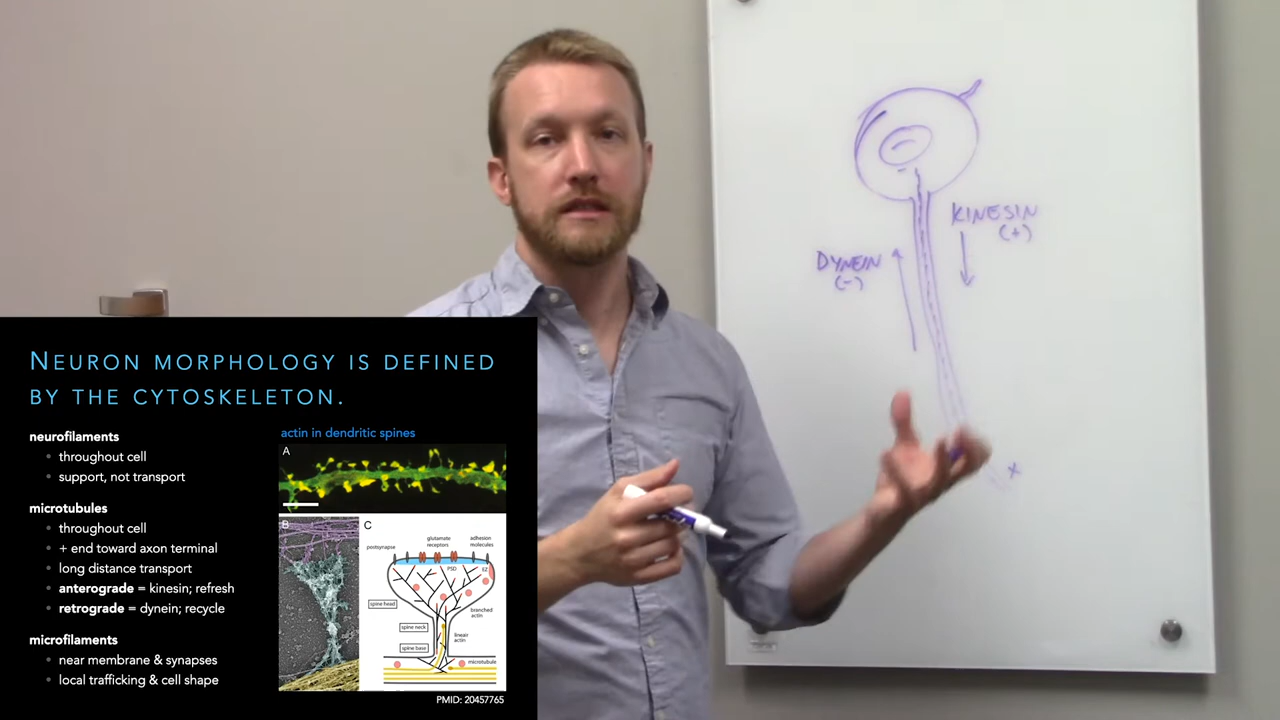 KINESIN
(+)
DYNEIN
(-)
x
NEURON MORPHOLOGY IS DEFINED
BY THE CYTOSKELETON.
neurofilaments
• throughout cell
• support, not transport
microtubules
• throughout cell
• + end toward axon terminal
• long distance transport
• anterograde = kinesin; refresh
• retrograde = dynein; recycle
microfilaments
• near membrane & synapses
• local trafficking & cell shape
actin in dendritic spines
A
B
C
postsynapse
glutamate
receptors
adhesion
molecules
PSD
EZ
spine head
branched
actin
spine neck
lineair
actin
spine base
microtubule
PMID: 20457765